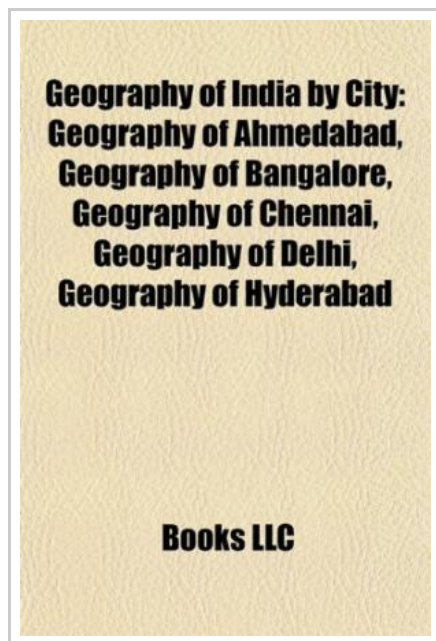 Geography of India by City:
Geography of Ahmedabad,
Geography of Bangalore,
Geography of Chennai,
Geography of Delhi,
Geography of Hyderabad
Books LLC